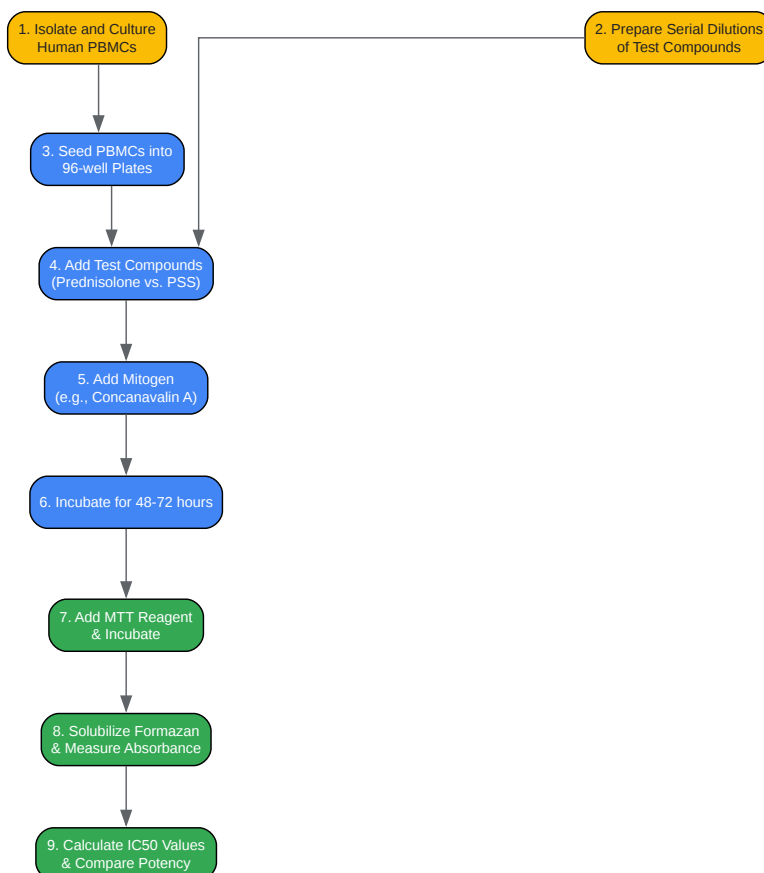 1. Isolate and Culture
Human PBMCs
2. Prepare Serial Dilutions
of Test Compounds
3. Seed PBMCs into
96-well Plates
4. Add Test Compounds
(Prednisolone vs. PSS)
5. Add Mitogen
(e.g., Concanavalin A)
6. Incubate for 48-72 hours
7. Add MTT Reagent
& Incubate
8. Solubilize Formazan
& Measure Absorbance
9. Calculate IC50 Values
& Compare Potency